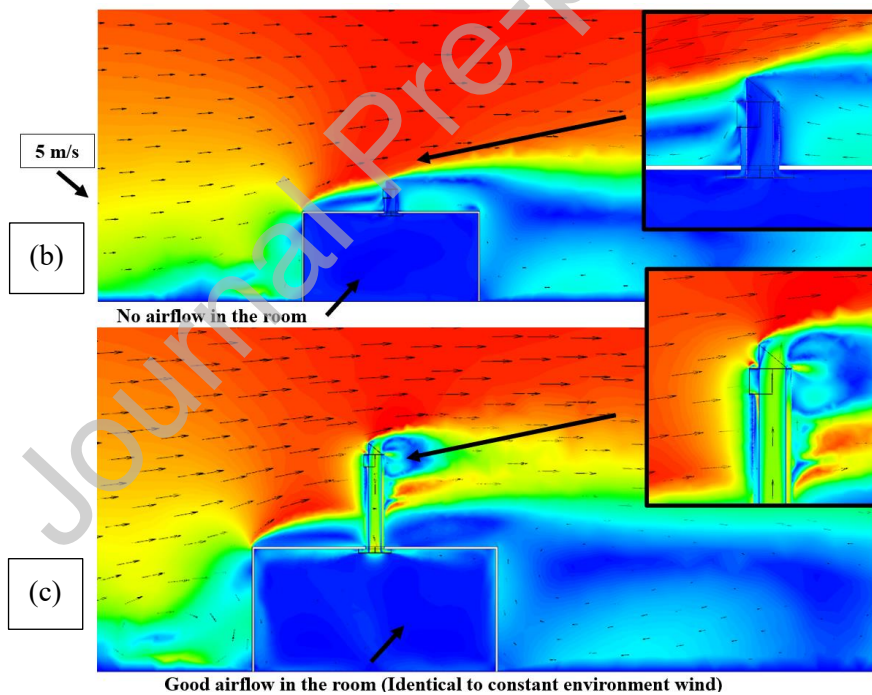 5 m/s
(b)
No airflow in the room
(c)
Good airflow in the room (Identical to constant environment wind)
Journal Pre-p